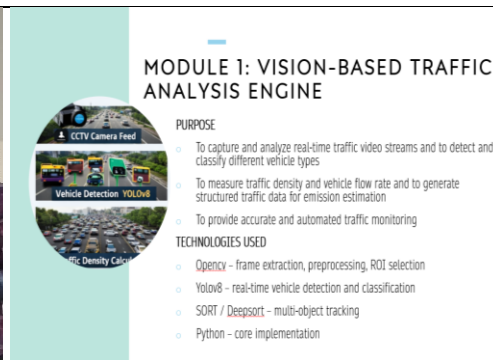 MODULE 1: VISION-BASED TRAFFIC
ANALYSIS ENGINE
CCTV Camera Feed
Vehicle Detection YOLOv8
ffic Density Calcu
PURPOSE
To capture and analyze real-time traffic video streams and to detect and
classify different vehicle types
To measure traffic density and vehicle flow rate and to generate
structured traffic data for emission estimation
To provide accurate and automated traffic monitoring
TECHNOLOGIES USED
Opencv – frame extraction, preprocessing, ROI selection
Yolov8 – real-time vehicle detection and classification
SORT / Deepsort – multi-object tracking
Python – core implementation